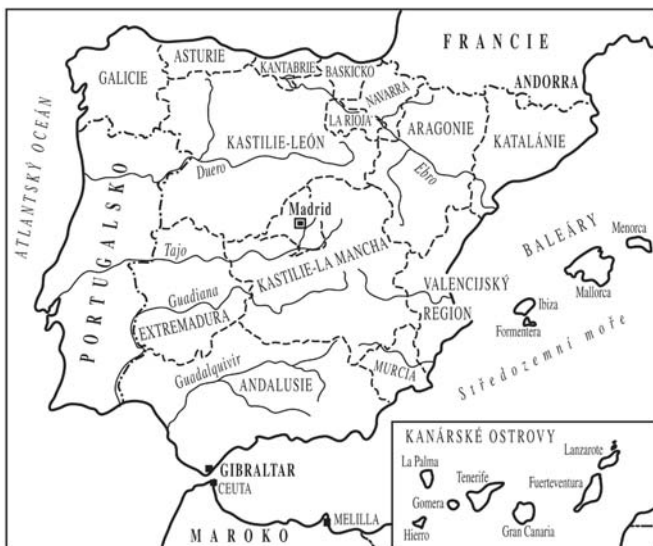 FRANCIE
ASTURIE
KANTABRIE
BASKICKO
GALICIE
NAVARRA
ANDORRA
LA RIOJA
ARAGONIE
KATALÁNIE
KASTILIE-LEÓN
ATLANTSKÝ OCEÁN
Duero
Ebro
PORTUGALSKO
Madrid
BALEÁRY
Menorca
Mallorca
Tajo
KASTILIE-LA MANCHA
VALENCIJSKÝ
REGION
Ibiza
Formentera
Guadiana
EXTREMADURA
Středozemní moře
Guadalquivir
MURCIA
ANDALUSIE
KANÁRSKÉ OSTROVY
Lanzarote
La Palma
Tenerife
Fuerteventura
Gomera
Hierro
Gran Canaria
GIBRALTAR
CEUTA
MELILLA
MAROKO